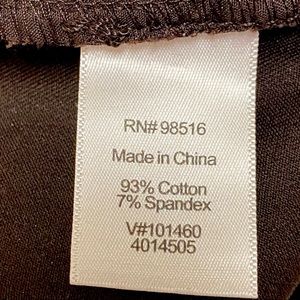 RN# 98516
Made in China
93% Cotton
7% Spandex
V#101460
4014505